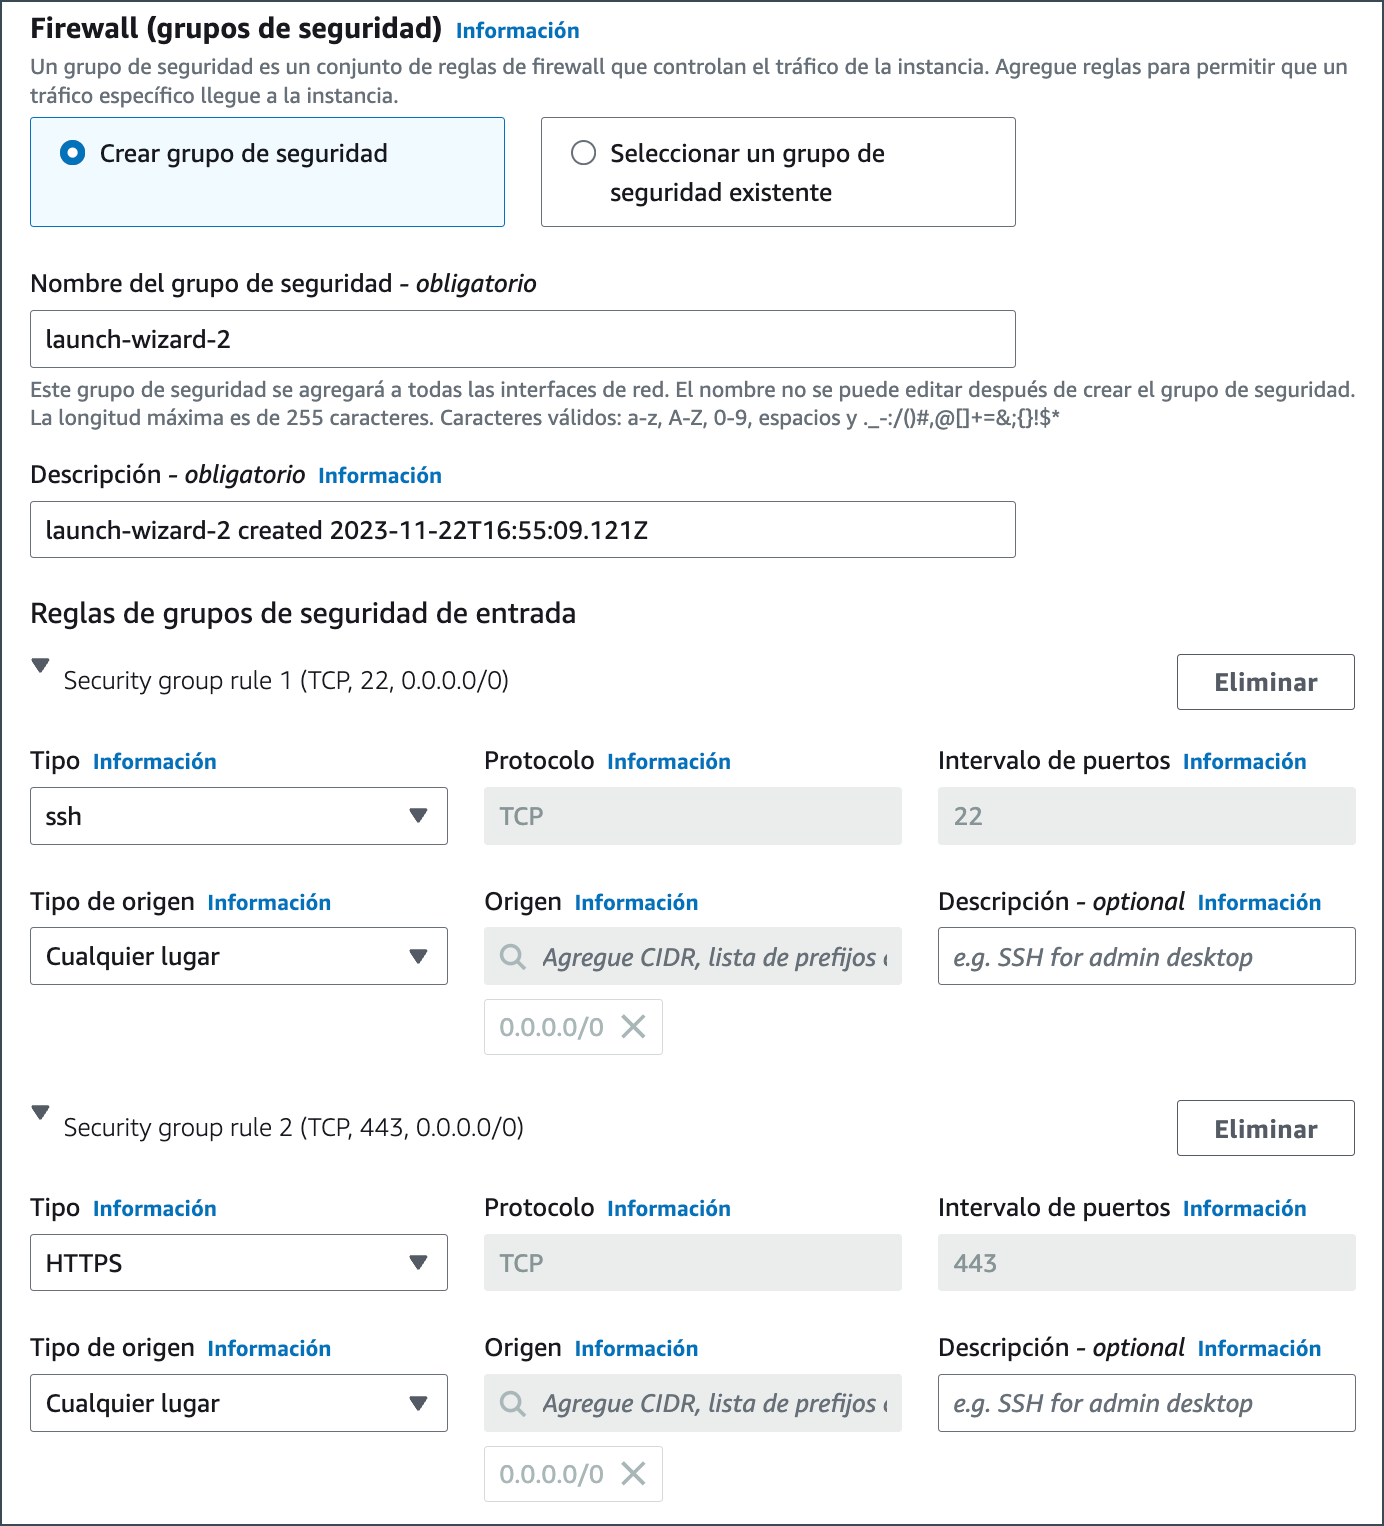 Firewall (grupos de seguridad) Información
Un grupo de seguridad es un conjunto de reglas de firewall que controlan el tráfico de la instancia. Agregue reglas para permitir que un
tráfico específico llegue a la instancia.
Crear grupo de seguridad
Seleccionar un grupo de
seguridad existente
Nombre del grupo de seguridad - obligatorio
launch-wizard-2
Este grupo de seguridad se agregará a todas las interfaces de red. El nombre no se puede editar después de crear el grupo de seguridad.
La longitud máxima es de 255 caracteres. Caracteres válidos: a-z, A-Z, 0-9, espacios y ._-:/()#,@[]+=&;{}!$*
Descripción - obligatorio Información
launch-wizard-2 created 2023-11-22T16:55:09.121Z
Reglas de grupos de seguridad de entrada
Security group rule 1 (TCP, 22, 0.0.0.0/0)
Eliminar
Tipo Información Protocolo Información Intervalo de puertos Información
ssh TCP 22
Tipo de origen Información Origen Información Descripción - optional Información
Cualquier lugar Agregue CIDR, lista de prefijos e.g. SSH for admin desktop
0.0.0.0/0
Security group rule 2 (TCP, 443, 0.0.0.0/0)
Eliminar
Tipo Información Protocolo Información Intervalo de puertos Información
HTTPS TCP 443
Tipo de origen Información Origen Información Descripción - optional Información
Cualquier lugar Agregue CIDR, lista de prefijos e.g. SSH for admin desktop
0.0.0.0/0